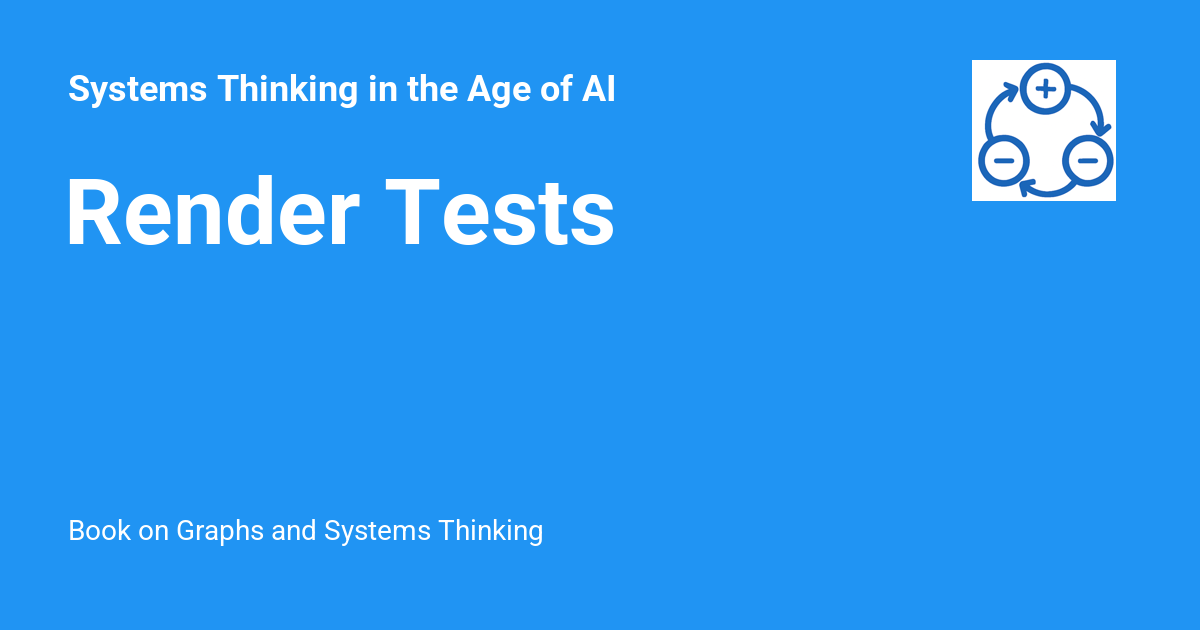 Systems Thinking in the Age of AI
Render Tests
Book on Graphs and Systems Thinking